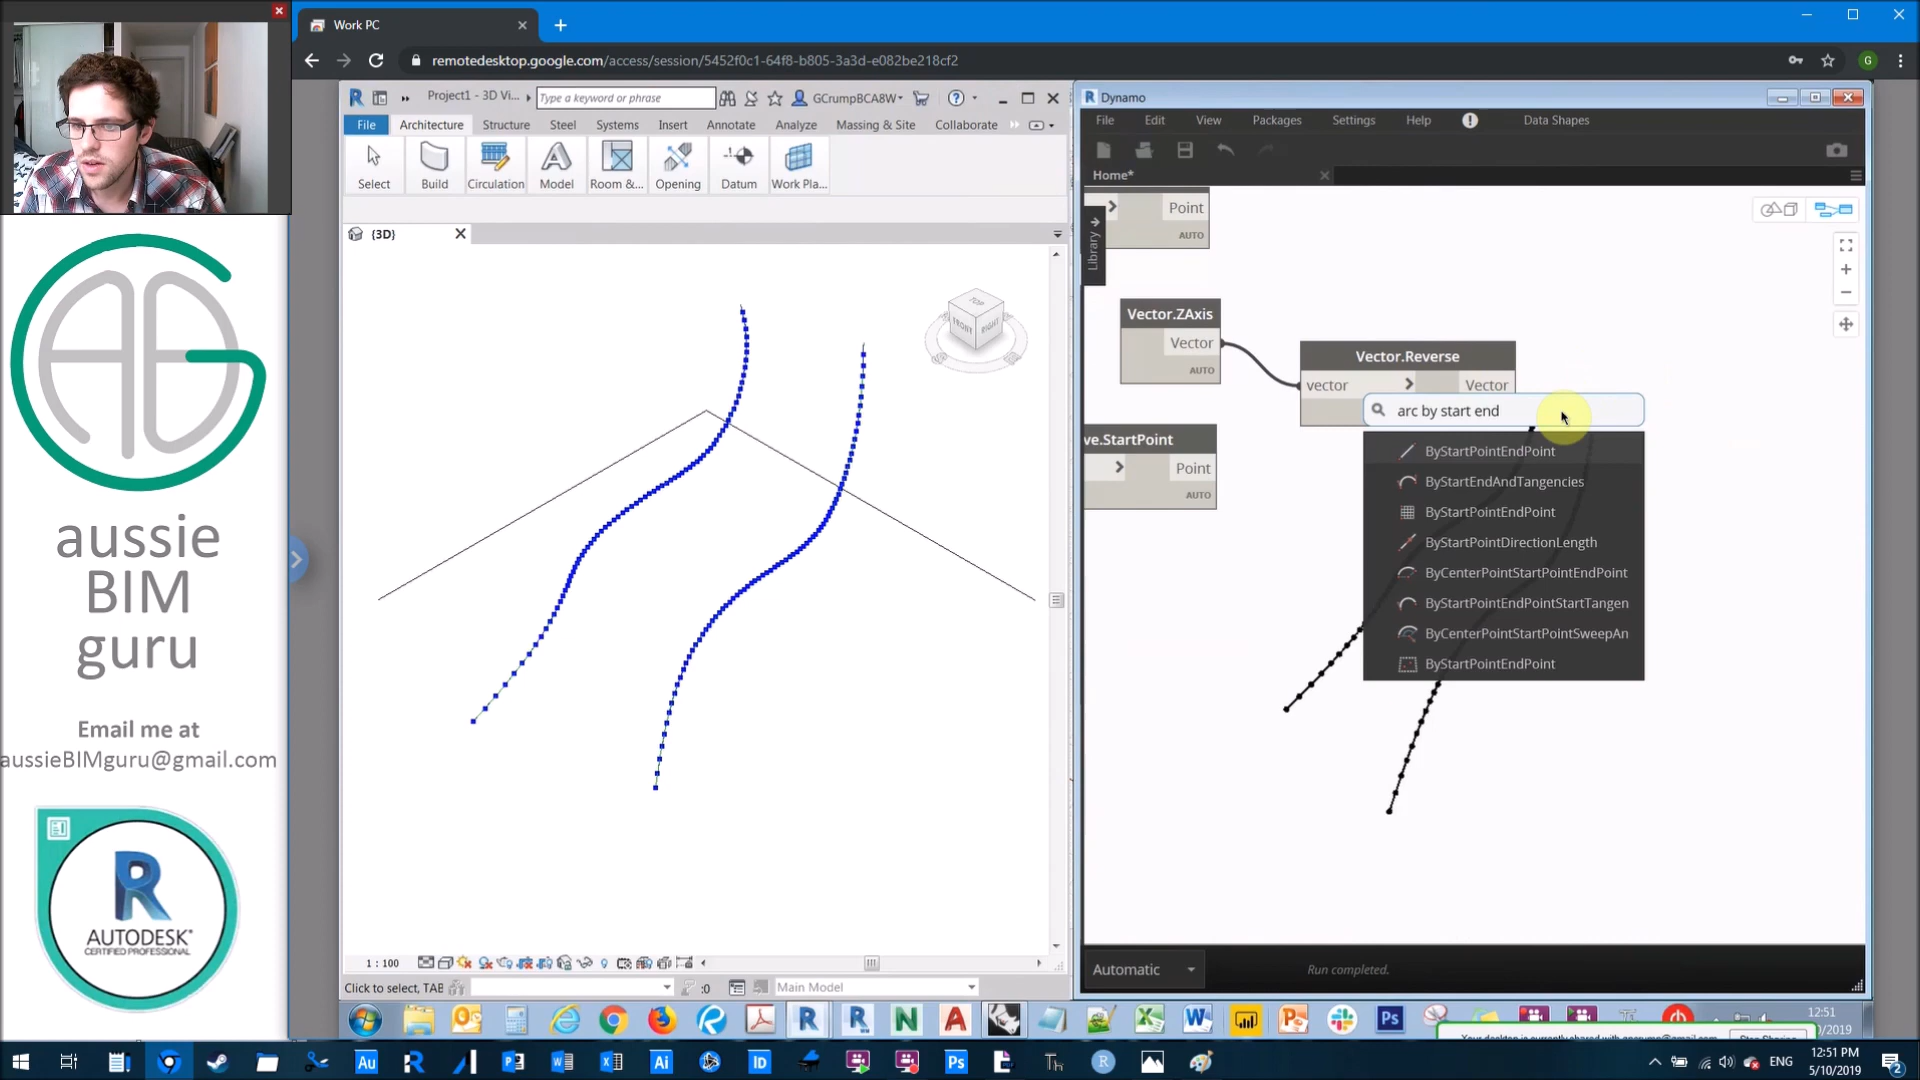 Work PC
remotedesktop.google.com/access/session/5452f0c1-64f8-b805-3a3d-e082be218cf2
G
Project1 - 3D Vi...
Type a keyword or phrase
GCrumpBCA8W
File
Architecture
Structure
Steel
Systems
Insert
Annotate
Analyze
Massing & Site
Collaborate
Select
Build
Circulation
Model
Room &...
Opening
Datum
Work Pla...
{3D}
TOP
FRONT
RIGHT
Dynamo
File
Edit
View
Packages
Settings
Help
Data Shapes
Home*
Library
Point
AUTO
Vector.ZAxis
Vector
AUTO
Vector.Reverse
vector
Vector
ve.StartPoint
Point
AUTO
arc by start end
ByStartPointEndPoint
ByStartEndAndTangencies
ByStartPointEndPoint
ByStartPointDirectionLength
ByCenterPointStartPointEndPoint
ByStartPointEndPointStartTangen
ByCenterPointStartPointSweepAn
ByStartPointEndPoint
aussie
BIM
guru
Email me at
aussieBIMguru@gmail.com
R
AUTODESK
CERTIFIED PROFESSIONAL
1 : 100
Click to select, TAB
:0
Main Model
Automatic
Run completed.
12:51
ENG
12:51 PM
5/10/2019